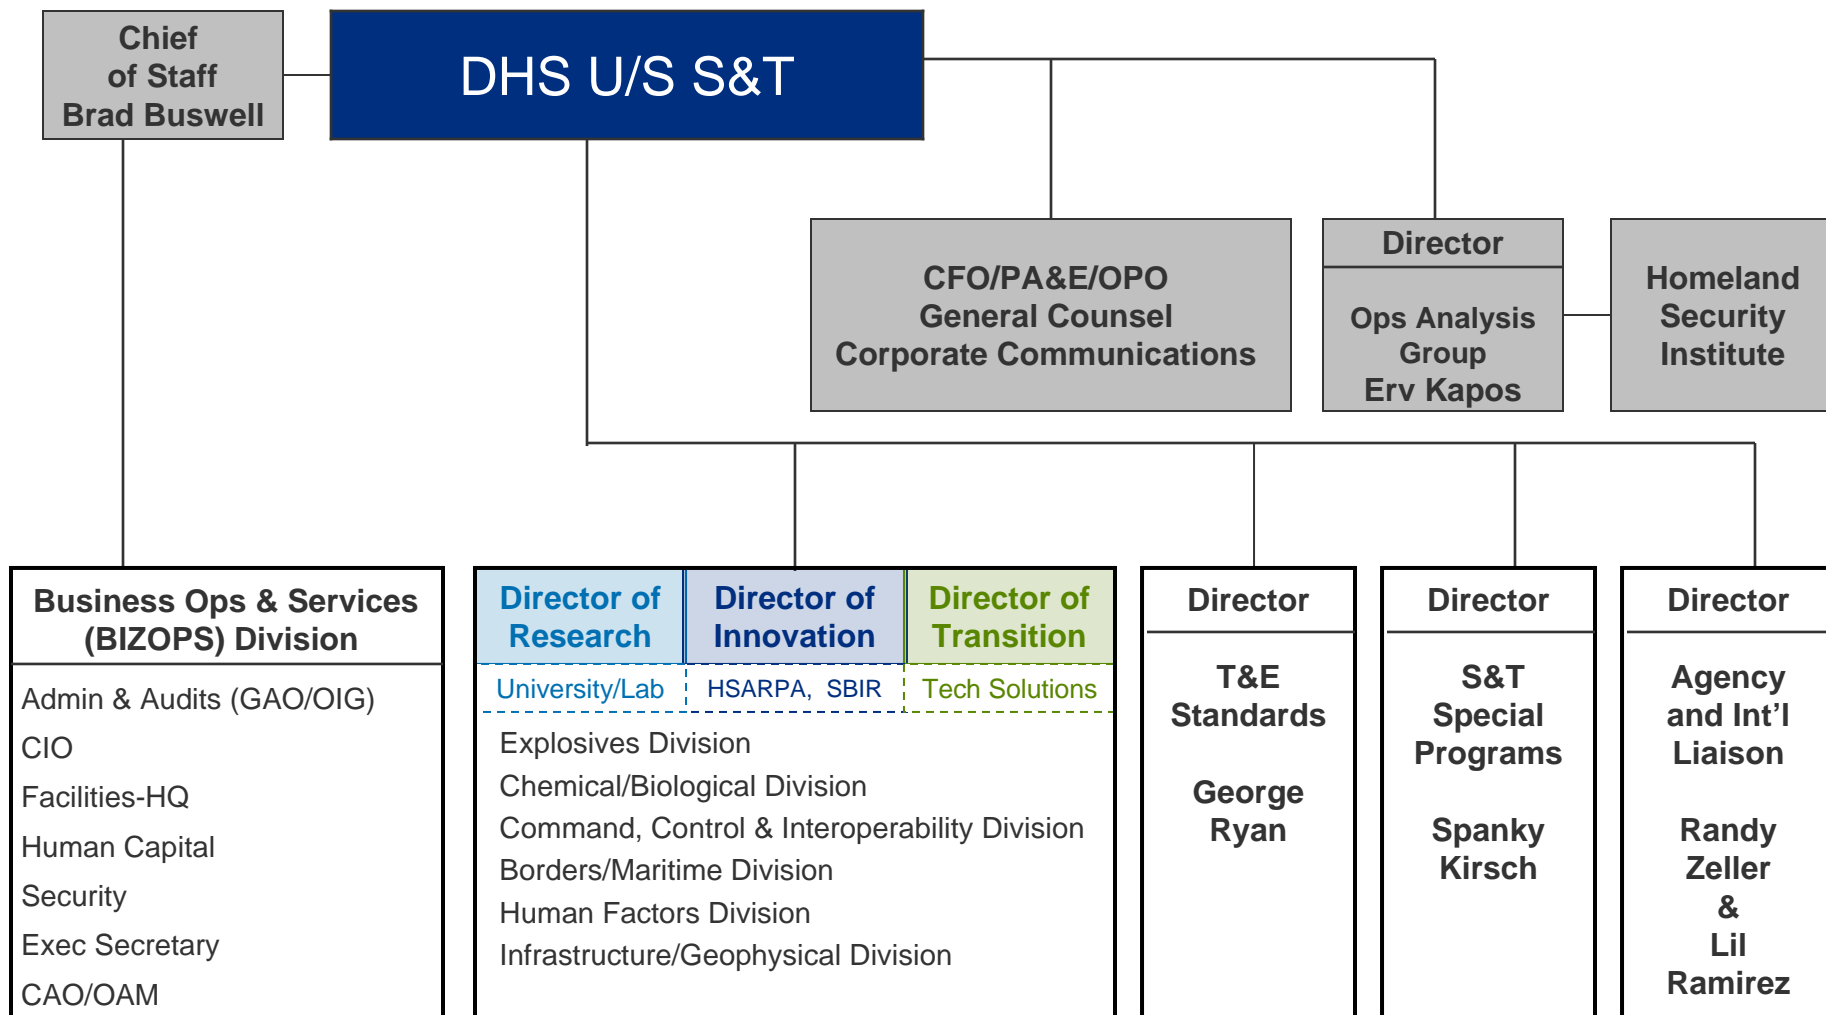 Chief
of Staff
Brad Buswell
DHS U/S S&T
CFO/PA&E/OPO
General Counsel
Corporate Communications
Director
Ops Analysis
Group
Erv Kapos
Homeland
Security
Institute
Business Ops & Services
(BIZOPS) Division
Admin & Audits (GAO/OIG)
CIO
Facilities-HQ
Human Capital
Security
Exec Secretary
CAO/OAM
Director of
Research
Director of
Innovation
Director of
Transition
University/Lab
HSARPA, SBIR
Tech Solutions
Explosives Division
Chemical/Biological Division
Command, Control & Interoperability Division
Borders/Maritime Division
Human Factors Division
Infrastructure/Geophysical Division
Director
T&E
Standards
George
Ryan
Director
S&T
Special
Programs
Spanky
Kirsch
Director
Agency
and Int’l
Liaison
Randy
Zeller
&
Lil
Ramirez